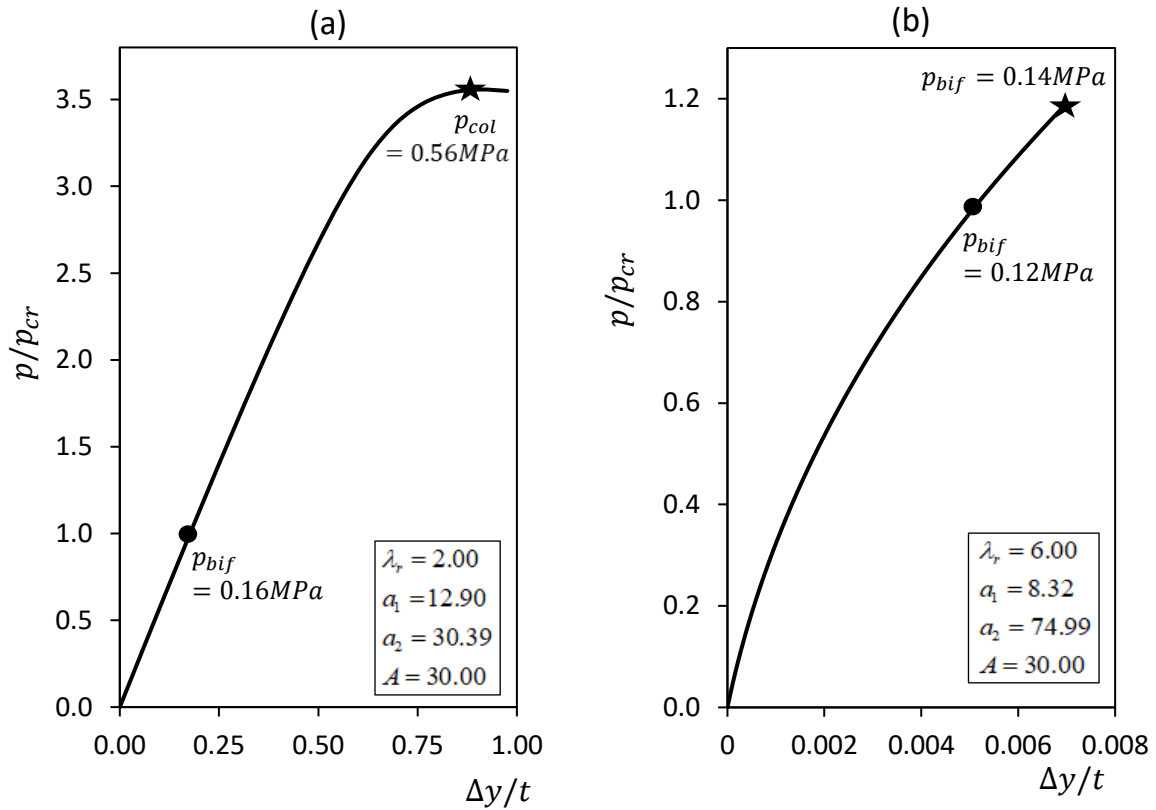 (a)
3.5
3.0
2.5
2.0
1.5
1.0
0.5
0.0
p/p_cr
p_col
= 0.56MPa
p_bif
= 0.16MPa
λ_r = 2.00
a_1 = 12.90
a_2 = 30.39
A = 30.00
0.00 0.25 0.50 0.75 1.00
Δy/t
(b)
1.2
1.0
0.8
0.6
0.4
0.2
0.0
p/p_cr
p_bif = 0.14MPa
p_bif
= 0.12MPa
λ_r = 6.00
a_1 = 8.32
a_2 = 74.99
A = 30.00
0 0.002 0.004 0.006 0.008
Δy/t